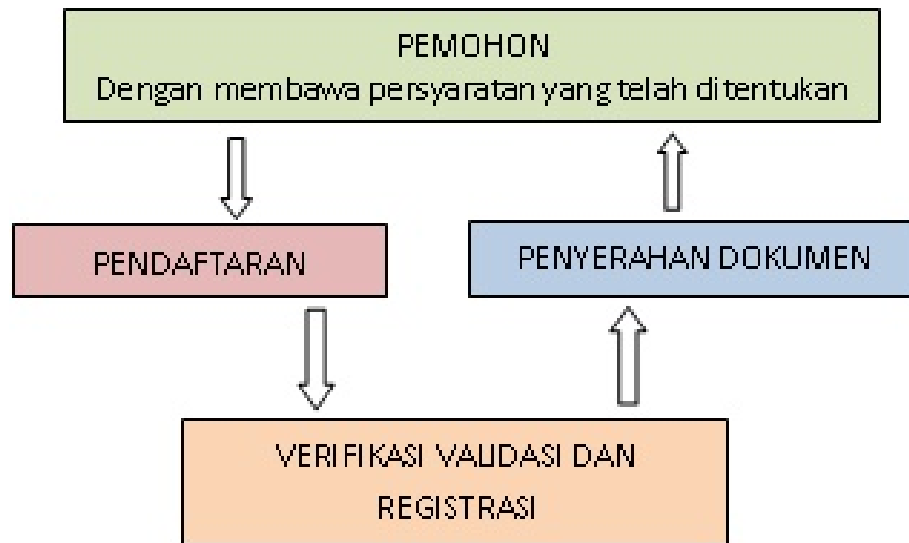 PEMOHON
Dengan membawa persyaratan yang telah ditentukan
PENDAFTARAN
PENYERAHAN DOKUMEN
VERIFIKASI VALIDASI DAN
REGISTRASI